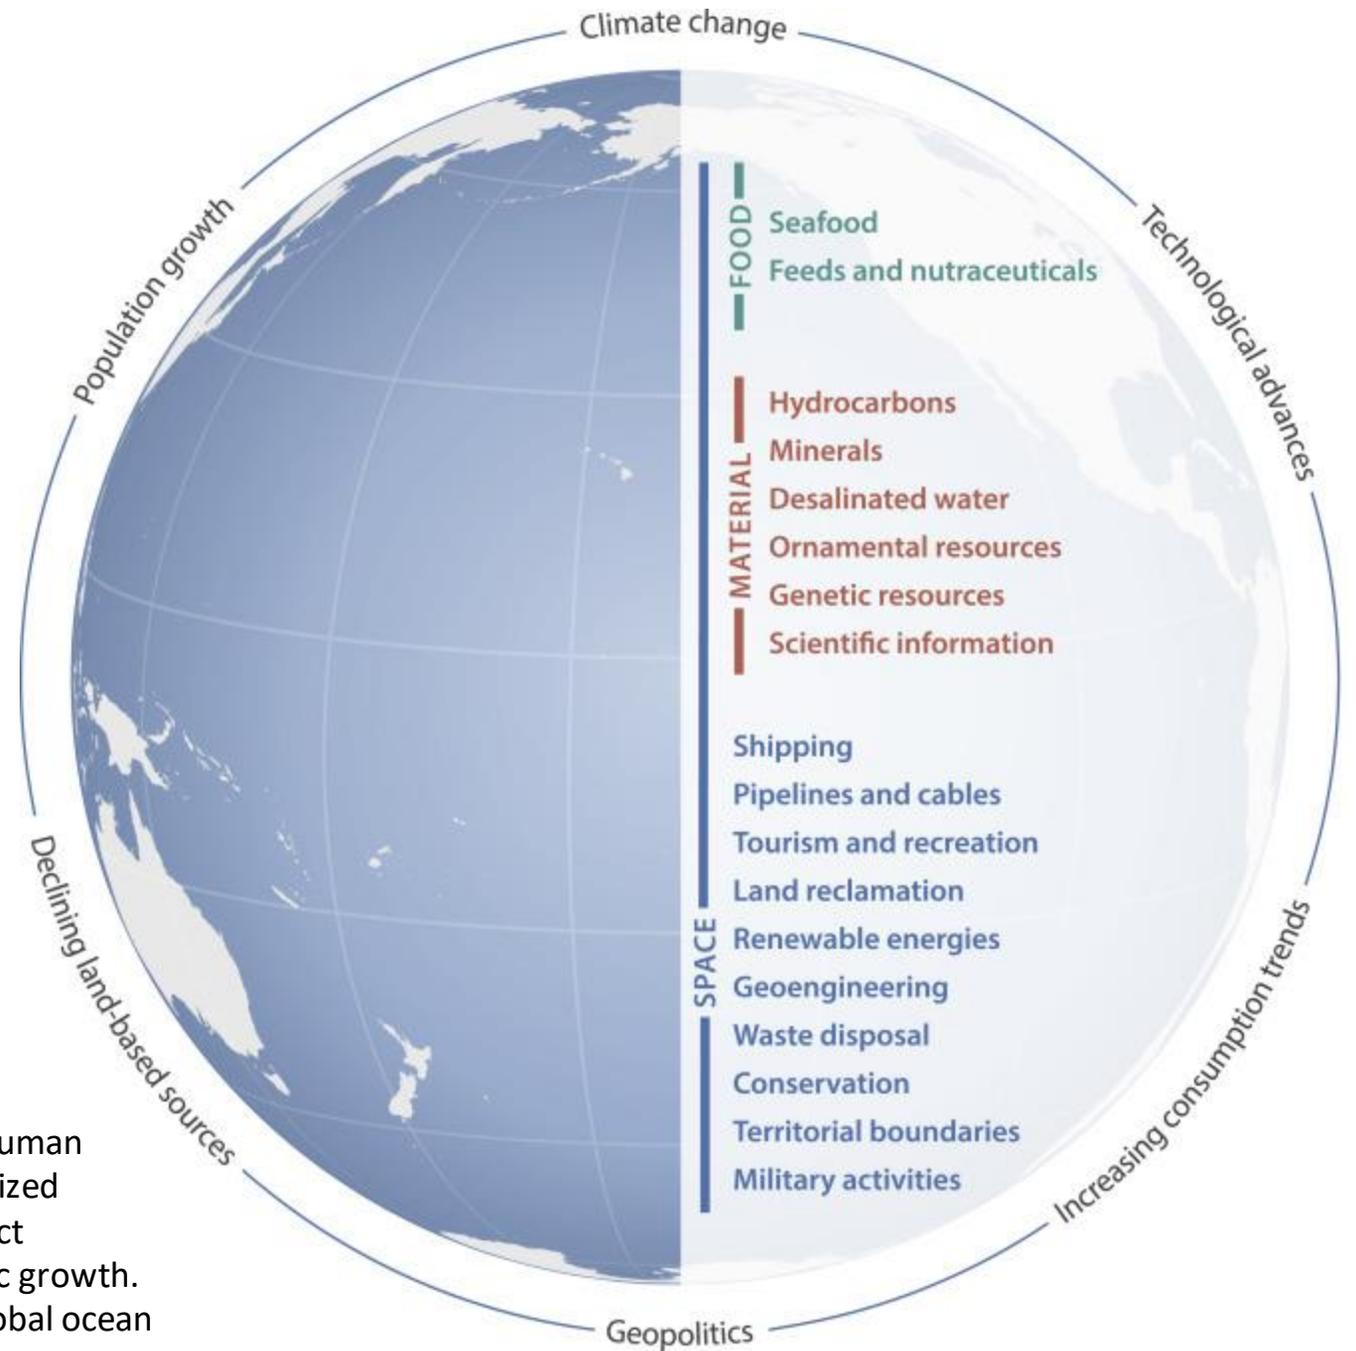 Climate change
Population growth
Technological advances
FOOD
Seafood
Feeds and nutraceuticals
MATERIAL
Hydrocarbons
Minerals
Desalinated water
Ornamental resources
Genetic resources
Scientific information
SPACE
Shipping
Pipelines and cables
Tourism and recreation
Land reclamation
Renewable energies
Geoengineering
Waste disposal
Conservation
Territorial boundaries
Military activities
Declining land-based sources
Increasing consumption trends
Geopolitics
growth.
ocean